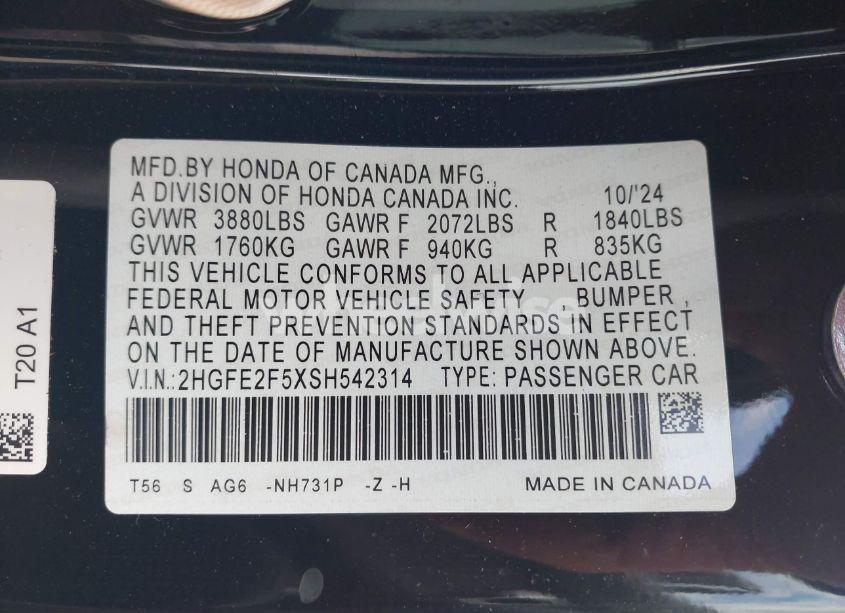 MFD.BY HONDA OF CANADA MFG.,
A DIVISION OF HONDA CANADA INC. 10/'24
GVWR 3880LBS GAWR F 2072LBS R 1840LBS
GVWR 1760KG GAWR F 940KG R 835KG
THIS VEHICLE CONFORMS TO ALL APPLICABLE
FEDERAL MOTOR VEHICLE SAFETY , BUMPER ,
AND THEFT PREVENTION STANDARDS IN EFFECT
ON THE DATE OF MANUFACTURE SHOWN ABOVE.
V.I.N.:2HGFE2F5XSH542314 TYPE: PASSENGER CAR
T56 S AG6 -NH731P -Z -H MADE IN CANADA
T20 A1